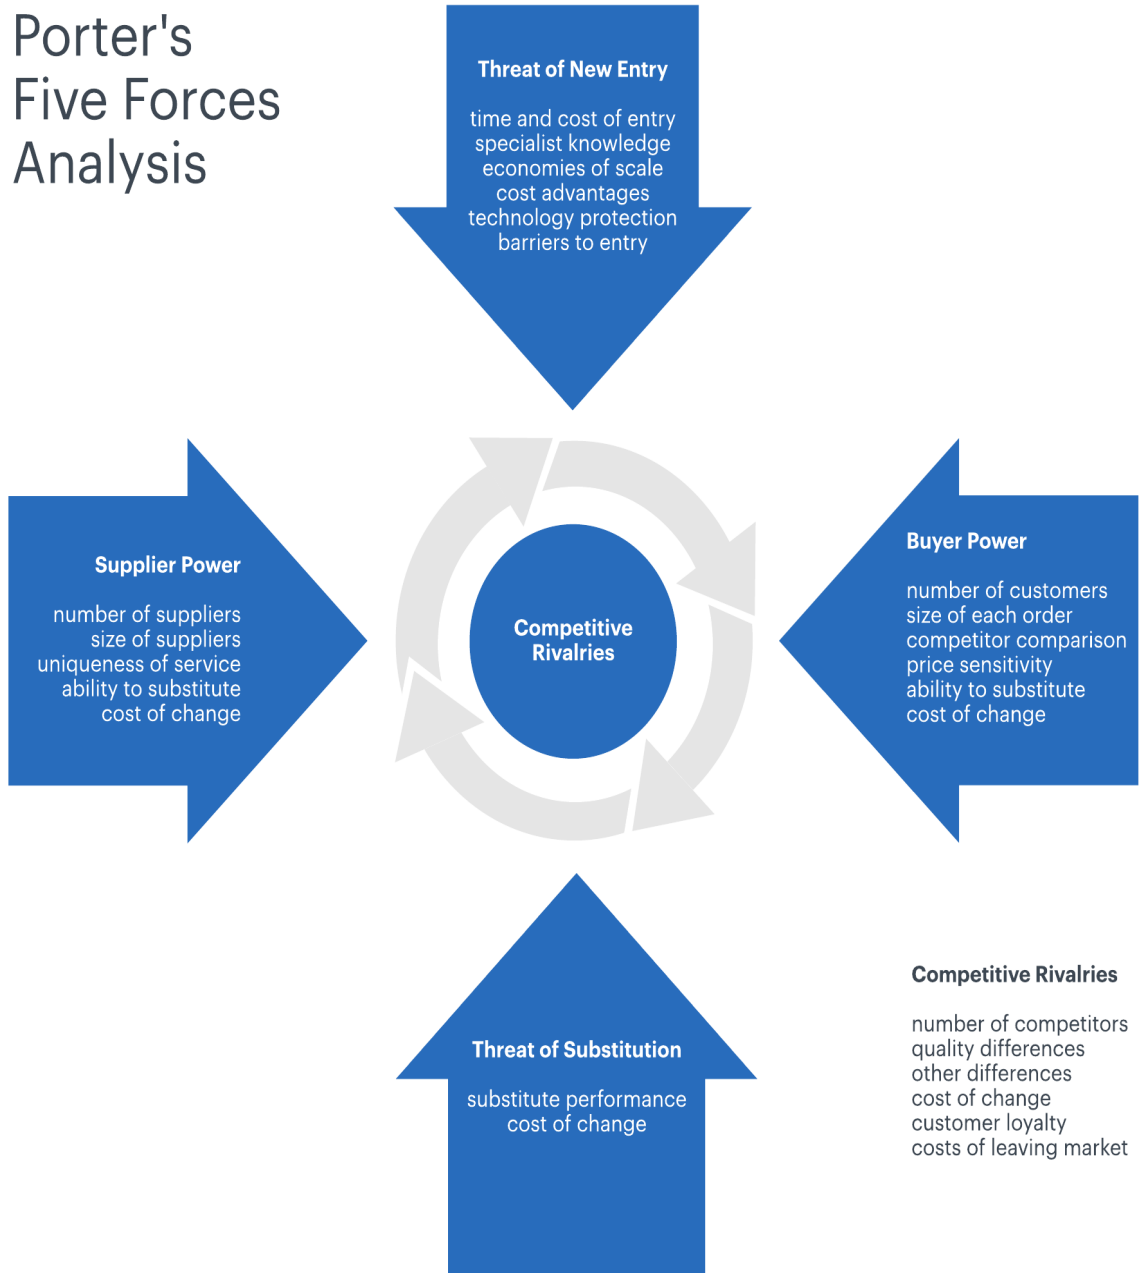 Porter's
Five Forces
Analysis
Threat of New Entry
time and cost of entry
specialist knowledge
economies of scale
cost advantages
technology protection
barriers to entry
Supplier Power
number of suppliers
size of suppliers
uniqueness of service
ability to substitute
cost of change
Competitive
Rivalries
Buyer Power
number of customers
size of each order
competitor comparison
price sensitivity
ability to substitute
cost of change
Threat of Substitution
substitute performance
cost of change
Competitive Rivalries
number of competitors
quality differences
other differences
cost of change
customer loyalty
costs of leaving market